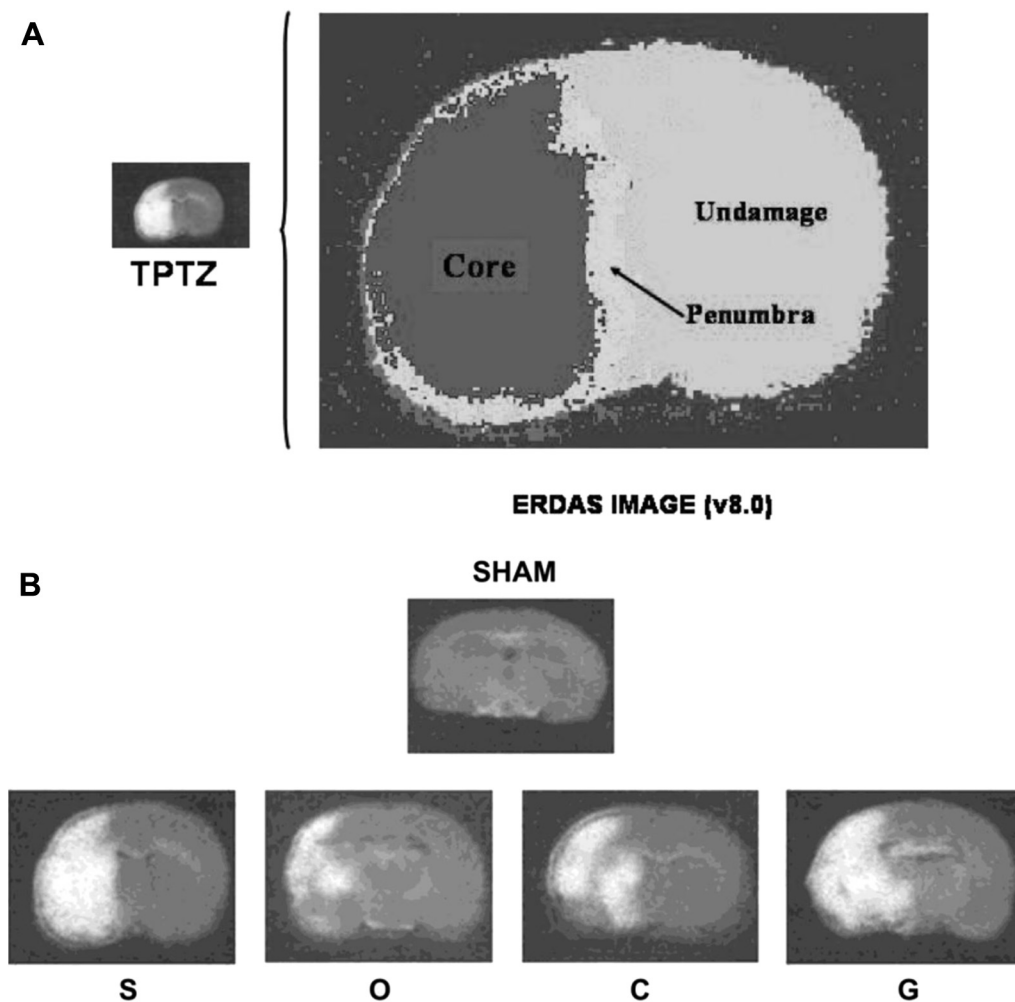 A
TPTZ
Core
Undamage
Penumbra
ERDAS IMAGE (v8.0)
B
SHAM
S
O
C
G